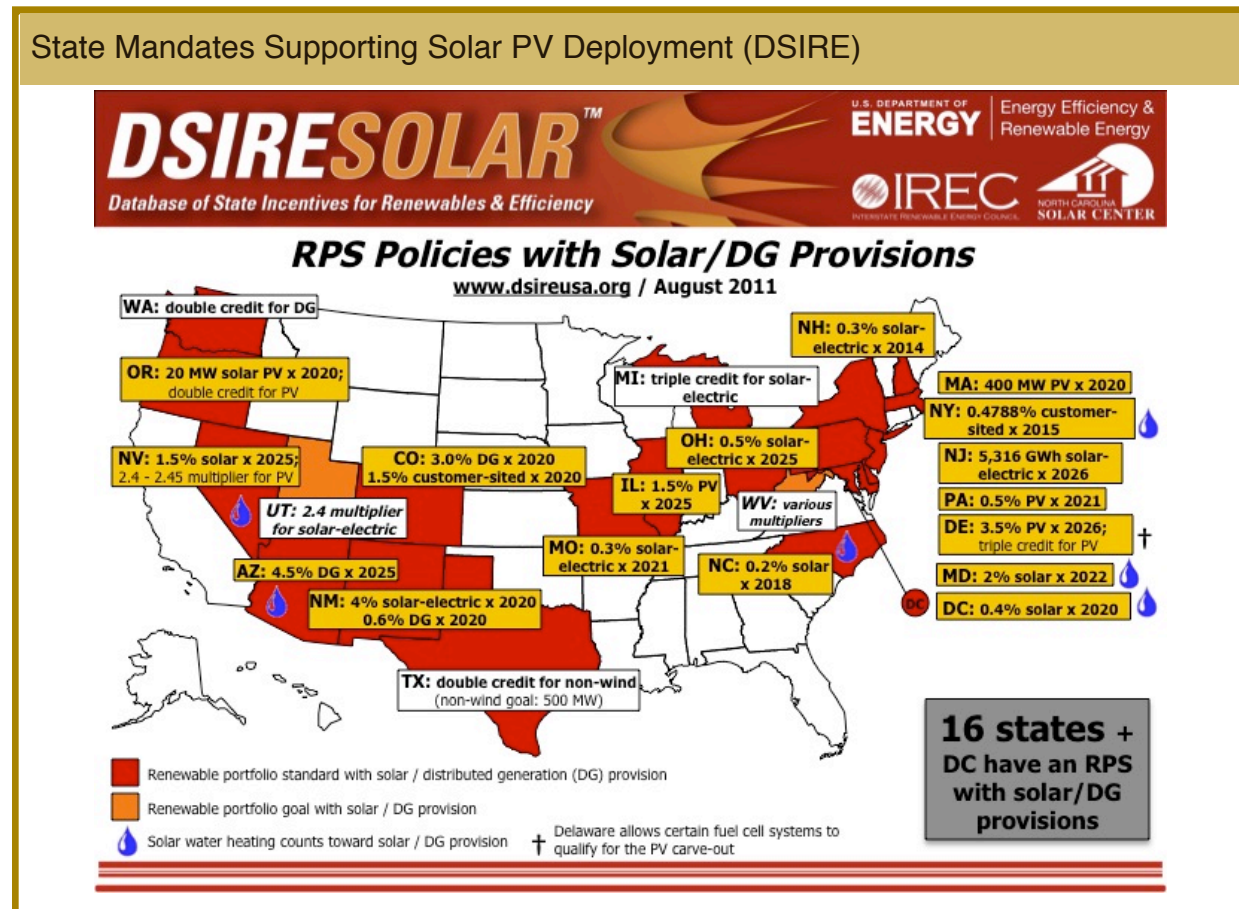 State Mandates Supporting Solar PV Deployment (DSIRE)
DSIRESOLAR™
Database of State Incentives for Renewables & Efficiency
U.S. DEPARTMENT OF
ENERGY
Energy Efficiency &
Renewable Energy
IREC
INTERSTATE RENEWABLE ENERGY COUNCIL
NORTH CAROLINA
SOLAR CENTER
RPS Policies with Solar/DG Provisions
www.dsireusa.org / August 2011
WA: double credit for DG
OR: 20 MW solar PV x 2020;
double credit for PV
NV: 1.5% solar x 2025;
2.4 - 2.45 multiplier for PV
UT: 2.4 multiplier
for solar-electric
CO: 3.0% DG x 2020
1.5% customer-sited x 2020
AZ: 4.5% DG x 2025
NM: 4% solar-electric x 2020
0.6% DG x 2020
TX: double credit for non-wind
(non-wind goal: 500 MW)
MI: triple credit for solar-
electric
OH: 0.5% solar-
electric x 2025
IL: 1.5% PV
x 2025
WV: various
multipliers
MO: 0.3% solar-
electric x 2021
NC: 0.2% solar
x 2018
NH: 0.3% solar-
electric x 2014
MA: 400 MW PV x 2020
NY: 0.4788% customer-
sited x 2015
NJ: 5,316 GWh solar-
electric x 2026
PA: 0.5% PV x 2021
DE: 3.5% PV x 2026;
triple credit for PV
†
MD: 2% solar x 2022
DC
DC: 0.4% solar x 2020
16 states +
DC have an RPS
with solar/DG
provisions
Renewable portfolio standard with solar / distributed generation (DG) provision
Renewable portfolio goal with solar / DG provision
Solar water heating counts toward solar / DG provision
† Delaware allows certain fuel cell systems to
qualify for the PV carve-out